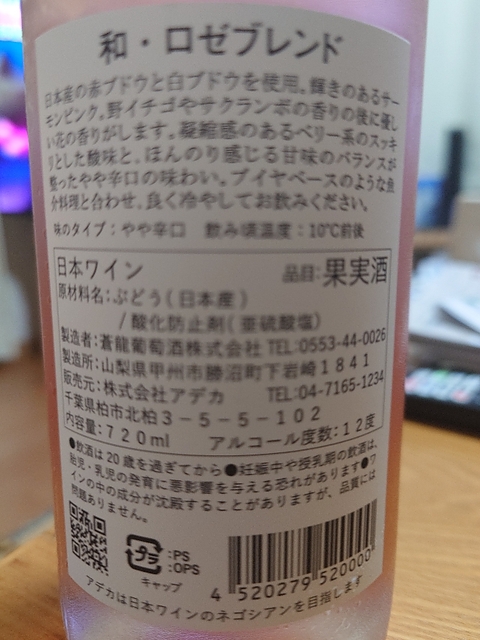 和・ロゼブレンド
日本産の赤ブドウと白ブドウを使用。輝きのあるサー
モンピンク。野イチゴやサクランボの香りの後に優し
い花の香りがします。凝縮感のあるベリー系のスッキ
リとした酸味と、ほんのり感じる甘味のバランスが
整ったやや辛口の味わい。ブイヤベースのような魚
介料理と合わせ、良く冷やしてお飲みください。
味のタイプ：やや辛口　飲み頃温度：10℃前後
日本ワイン　品目：果実酒
原材料名：ぶどう（日本産）
/酸化防止剤（亜硫酸塩）
製造者：蒼龍葡萄酒株式会社 TEL：0553-44-0026
製造所：山梨県甲州市勝沼町下岩崎1841
販売元：株式会社アデカ　TEL：04-7165-1234
千葉県柏市北柏3-5-5-102
内容量：720ml　アルコール度数：12度
●飲酒は20歳を過ぎてから●妊娠中や授乳期の飲酒は、
胎児・乳児の発育に悪影響を与える恐れがあります●ワ
インの中の成分が沈殿することがありますが、品質には
問題ありません。
プラ
：PS
：OPS
キャップ
4 520279 520000
アデカは日本ワインのネゴシアンを目指します